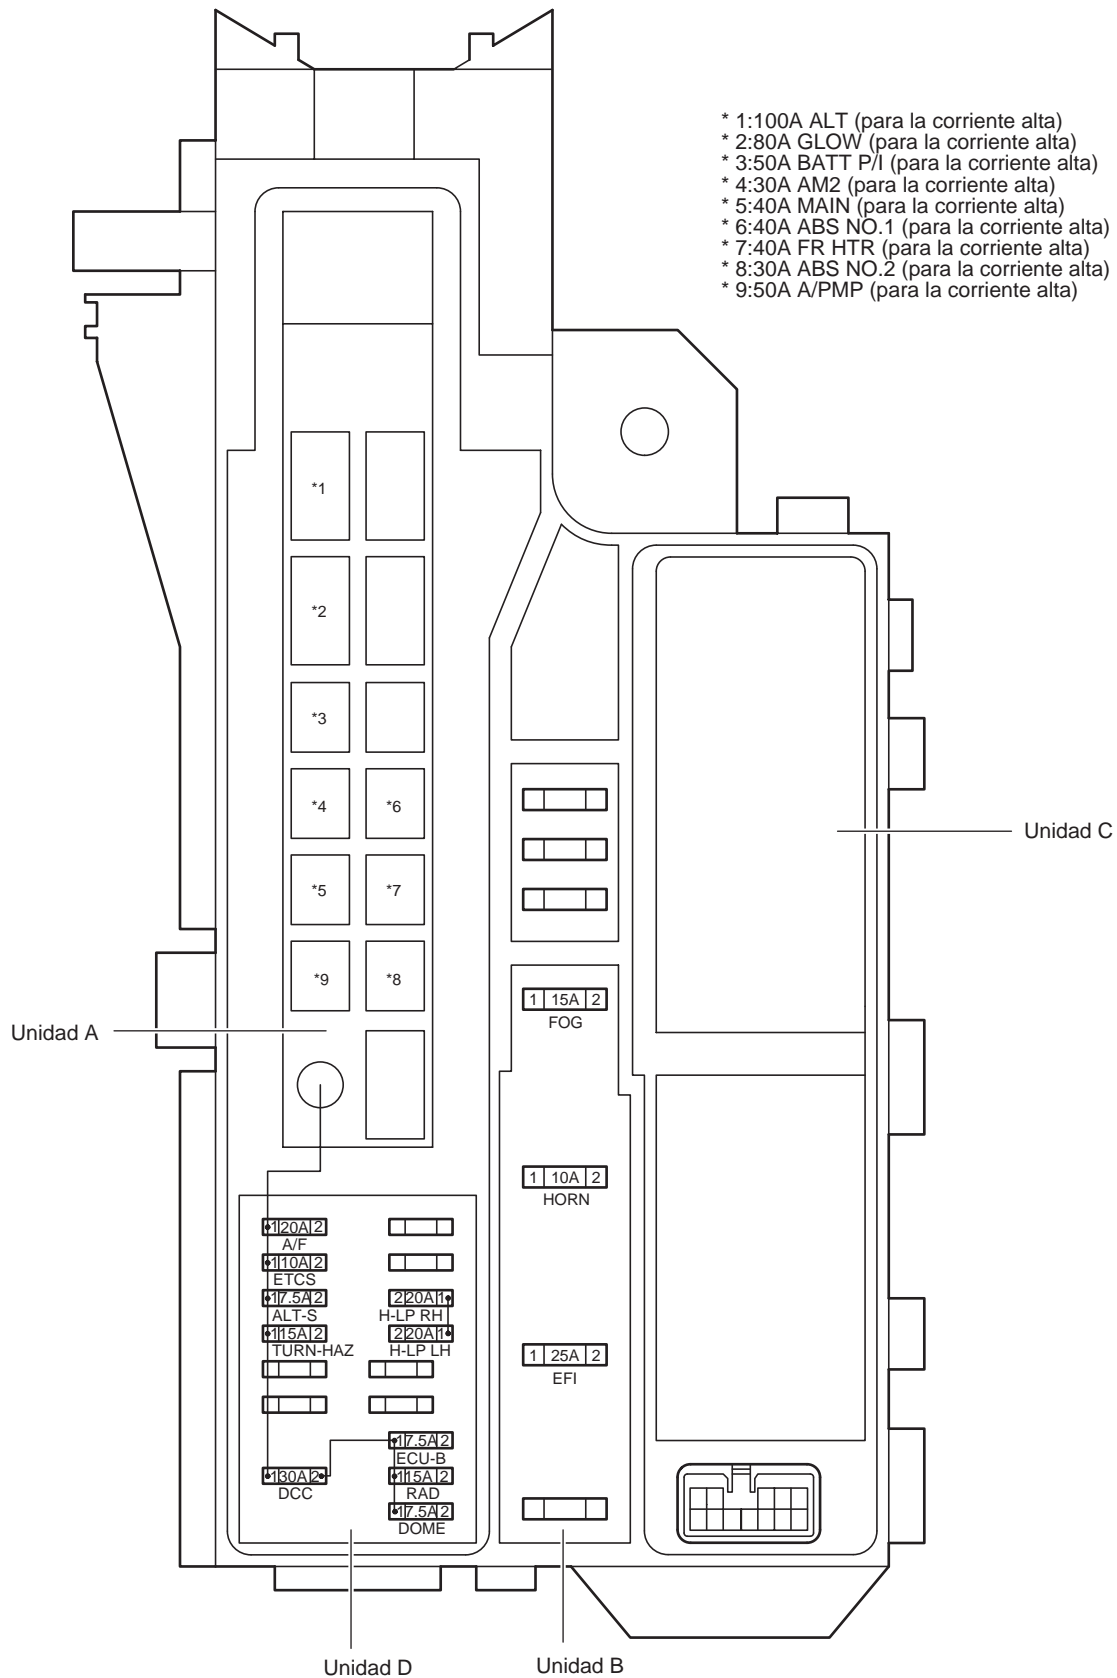 * 1:100A ALT (para la corriente alta)
* 2:80A GLOW (para la corriente alta)
* 3:50A BATT P/I (para la corriente alta)
* 4:30A AM2 (para la corriente alta)
* 5:40A MAIN (para la corriente alta)
* 6:40A ABS NO.1 (para la corriente alta)
* 7:40A FR HTR (para la corriente alta)
* 8:30A ABS NO.2 (para la corriente alta)
* 9:50A A/PMP (para la corriente alta)
*1
*2
*3
*4 *6
*5 *7
*9 *8
Unidad C
Unidad A
1 15A 2
FOG
1 10A 2
HORN
1 20A 2
A/F
1 10A 2
ETCS
1 7.5A 2
ALT-S
1 15A 2
TURN-HAZ
2 20A 1
H-LP RH
2 20A 1
H-LP LH
1 25A 2
EFI
1 7.5A 2
ECU-B
1 30A 2
DCC
1 15A 2
RAD
1 7.5A 2
DOME
Unidad D
Unidad B